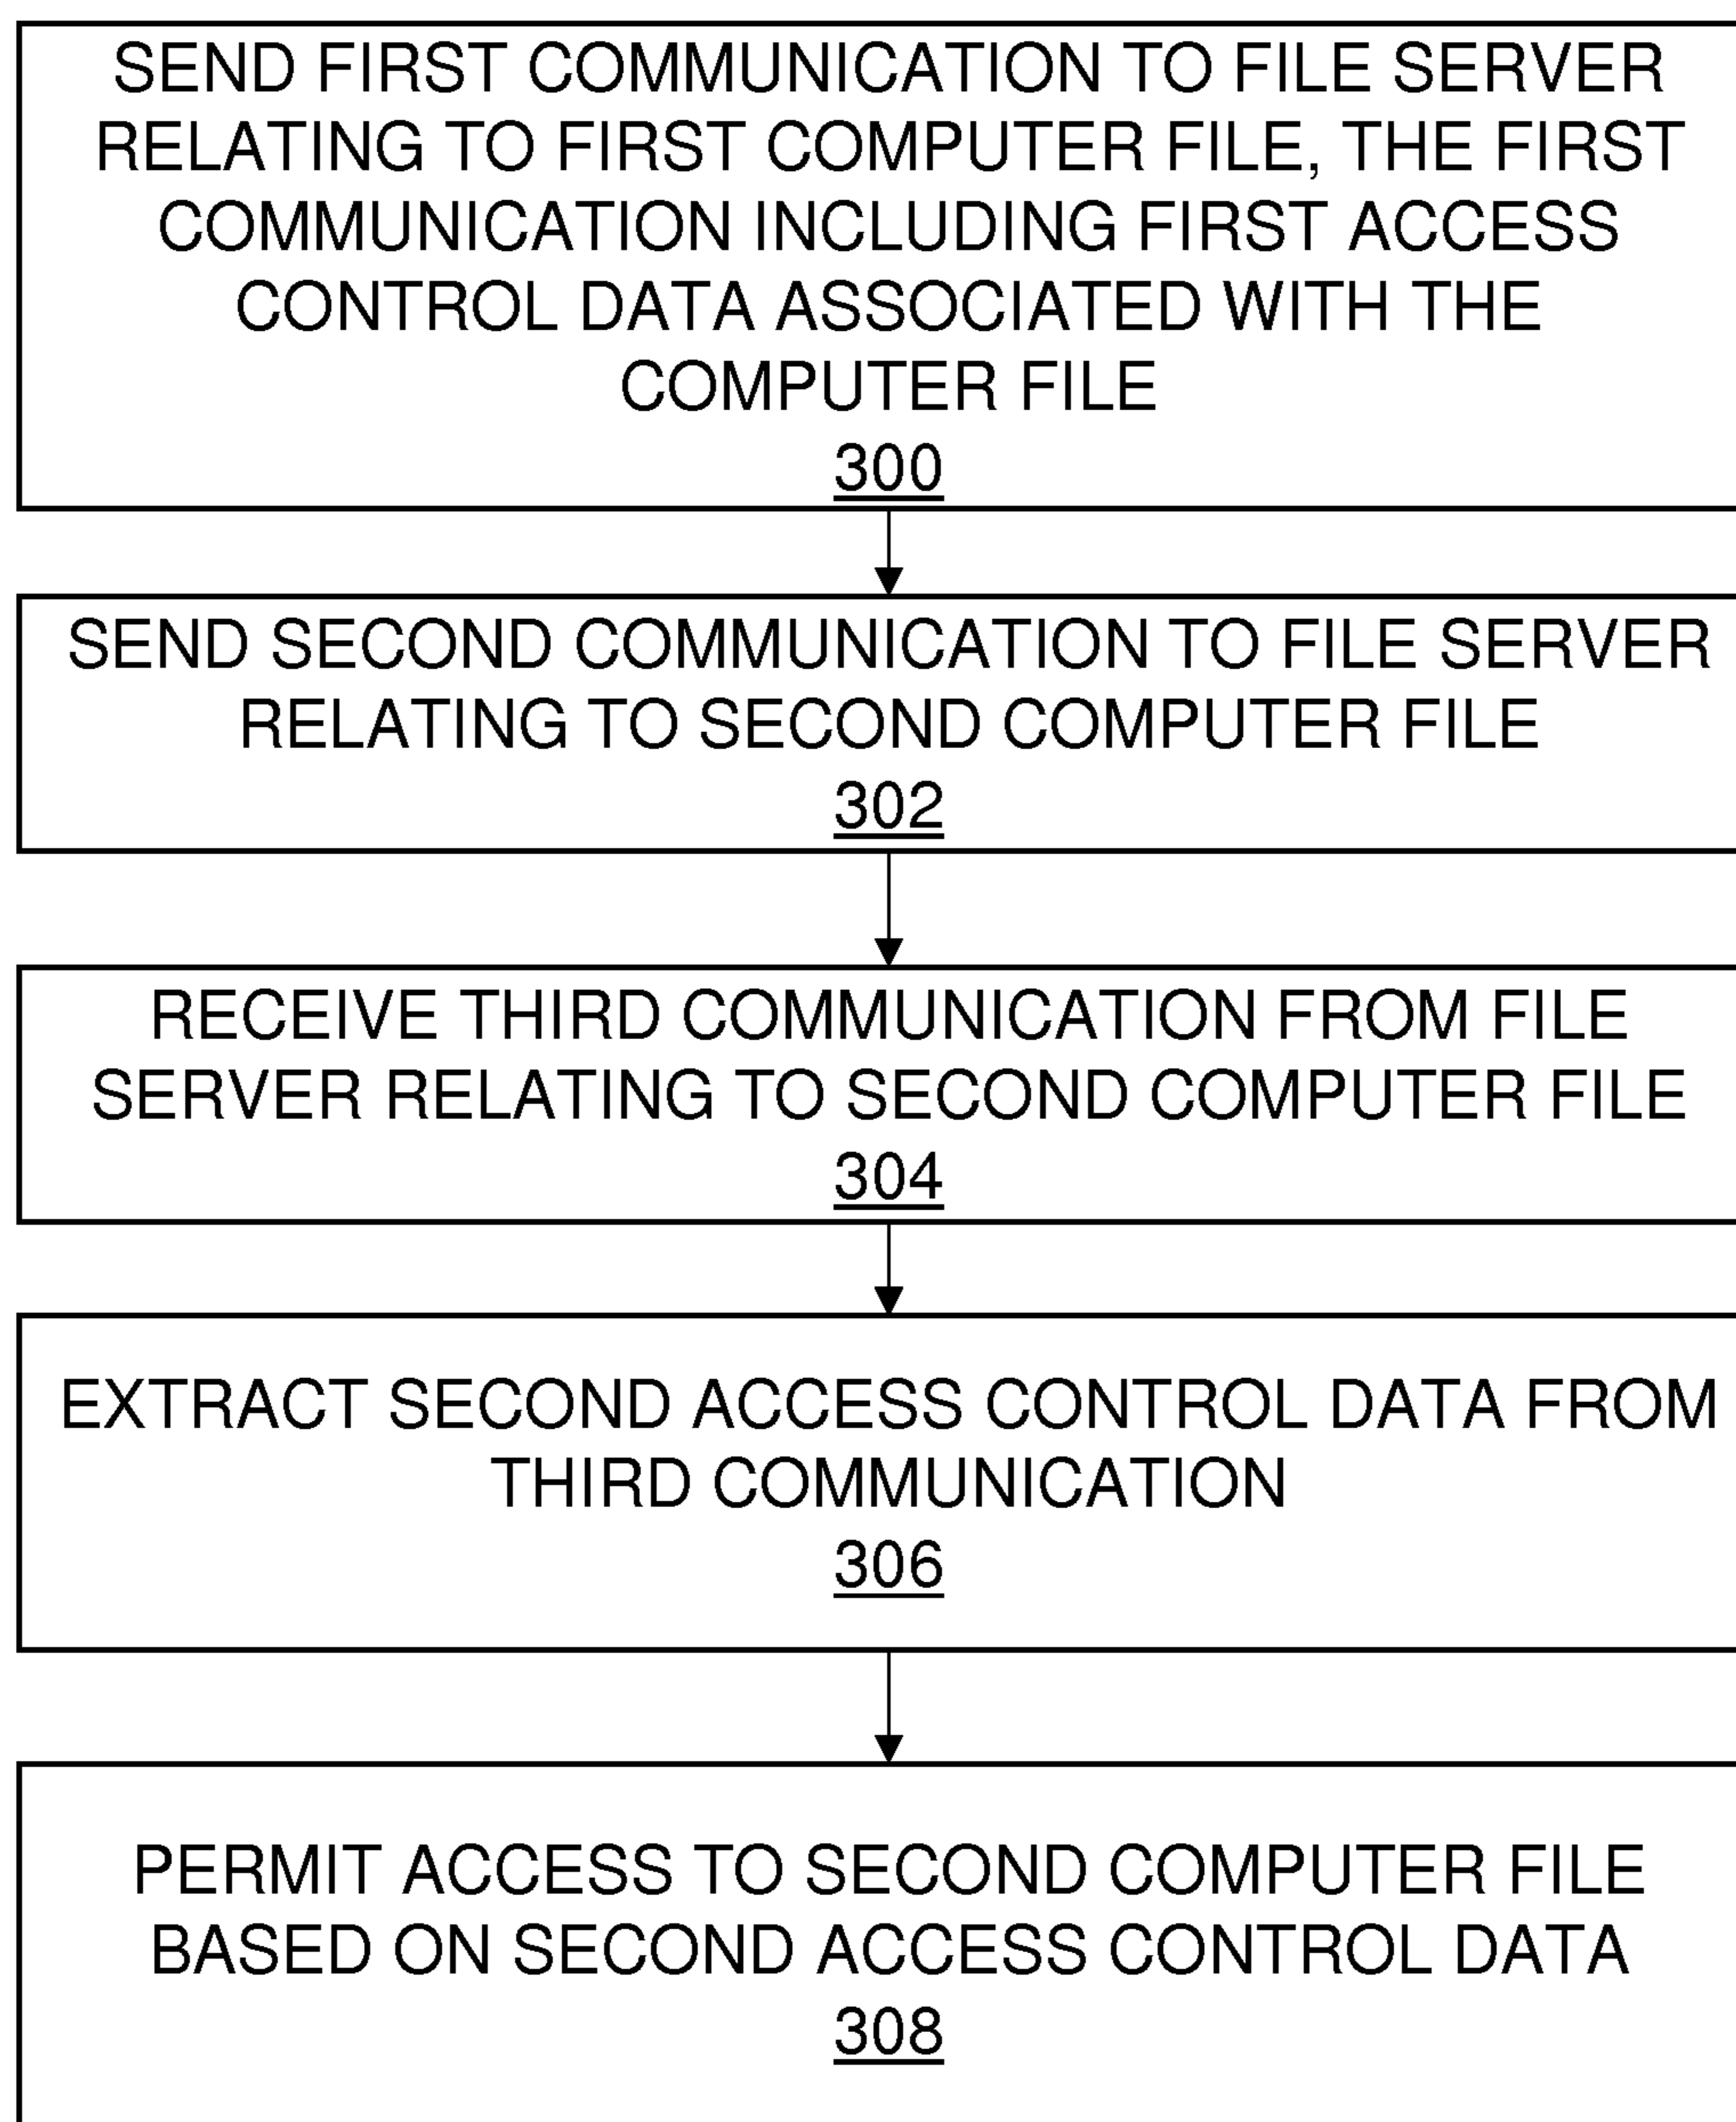 SEND FIRST COMMUNICATION TO FILE SERVER
RELATING TO FIRST COMPUTER FILE, THE FIRST
COMMUNICATION INCLUDING FIRST ACCESS
CONTROL DATA ASSOCIATED WITH THE
COMPUTER FILE
300
SEND SECOND COMMUNICATION TO FILE SERVER
RELATING TO SECOND COMPUTER FILE
302
RECEIVE THIRD COMMUNICATION FROM FILE
SERVER RELATING TO SECOND COMPUTER FILE
304
EXTRACT SECOND ACCESS CONTROL DATA FROM
THIRD COMMUNICATION
306
PERMIT ACCESS TO SECOND COMPUTER FILE
BASED ON SECOND ACCESS CONTROL DATA
308